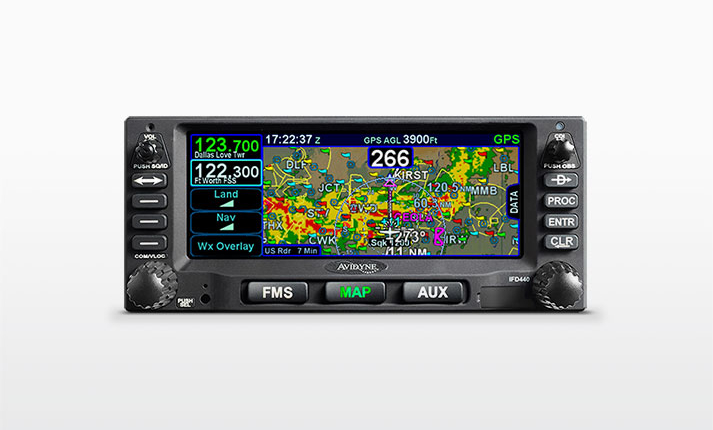 VOL
PUSH SQ/ID
123.700
Dallas Love Twr
122.300
Ft Worth FSS
Land
Nav
Wx Overlay
COM/VLOC
PUSH
SEL
17:22:37 Z
GPS AGL 3900Ft
GPS
266
KIRST
DLF
LBL
JCT
120.5NM
MMB
60.3NM
CWK
273°
Sqk 1200
11 NM
US Rdr 7 Min
DATA
CDI
PUSH OBS
D
PROC
ENTR
CLR
AVIDYNE
FMS
MAP
AUX
IFD440